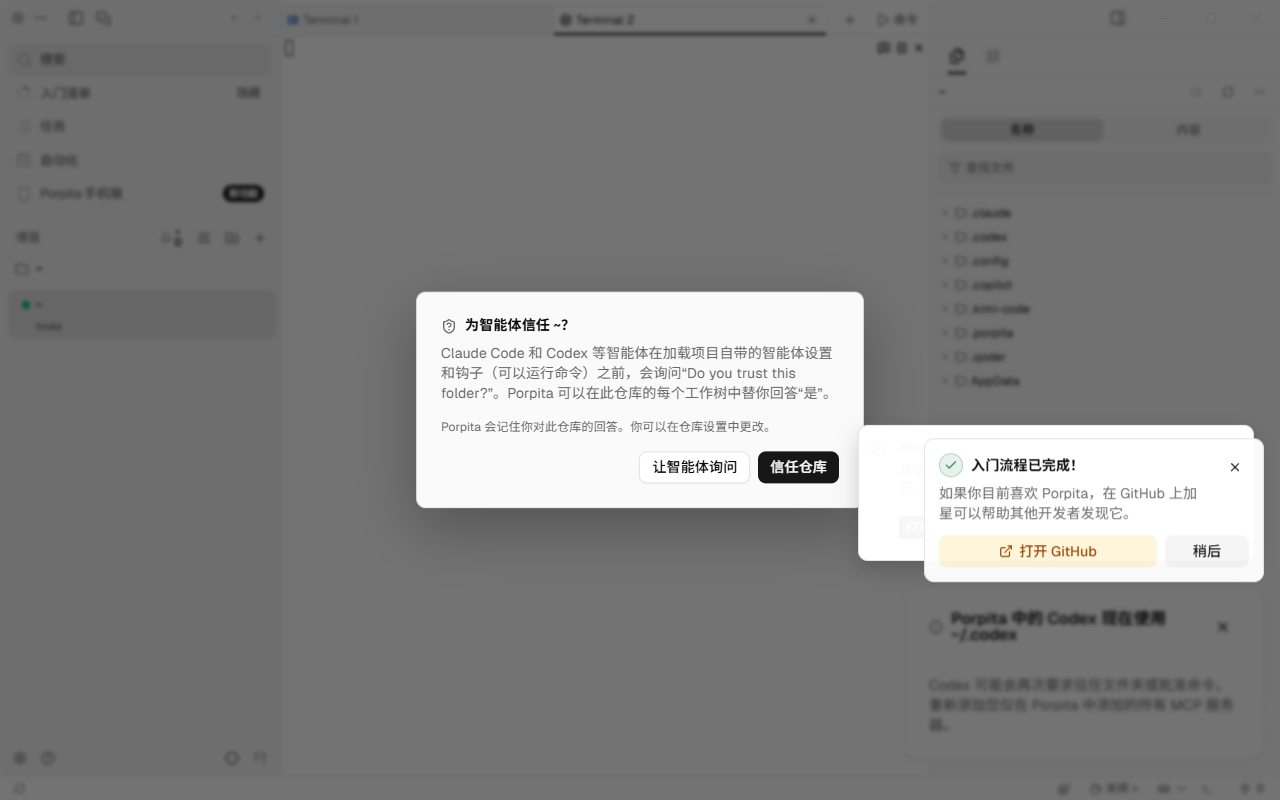 Terminal 1
Terminal 2
命令
搜索
入门清单
隐藏
任务
自动化
Porpita 手机端
项目
名称
内容
查找文件
.claude
.codex
.config
.copilot
.kimi-code
.porpita
.qoder
AppData
为智能体信任 ~？
Claude Code 和 Codex 等智能体在加载项目自带的智能体设置
和钩子（可以运行命令）之前，会询问“Do you trust this
folder?”。Porpita 可以在此仓库的每个工作树中替你回答“是”。
Porpita 会记住你对此仓库的回答。你可以在仓库设置中更改。
让智能体询问
信任仓库
入门流程已完成！
如果你目前喜欢 Porpita，在 GitHub 上加
星可以帮助其他开发者发现它。
打开 GitHub
稍后
Porpita 中的 Codex 现在使用
~/.codex
Codex 可能会再次要求信任文件夹或批准命令。
重新添加您仅在 Porpita 中添加的所有 MCP 服务
器。